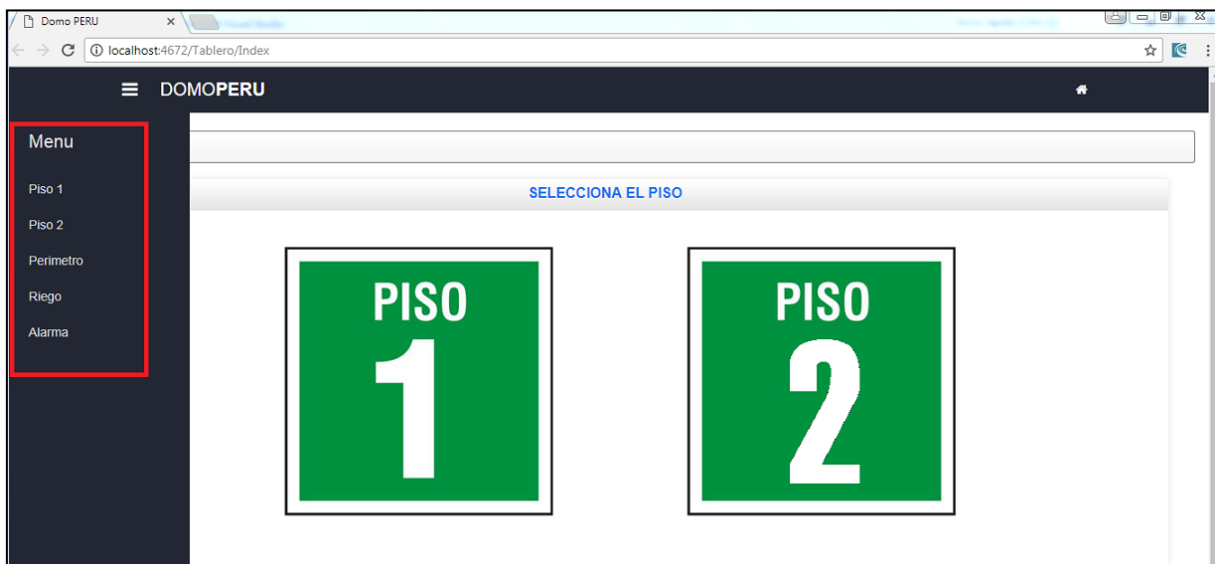 Domo PERU
localhost:4672/Tablero/Index
DOMOPERU
Menu
Piso 1
Piso 2
Perimetro
Riego
Alarma
SELECCIONA EL PISO
PISO
1
PISO
2